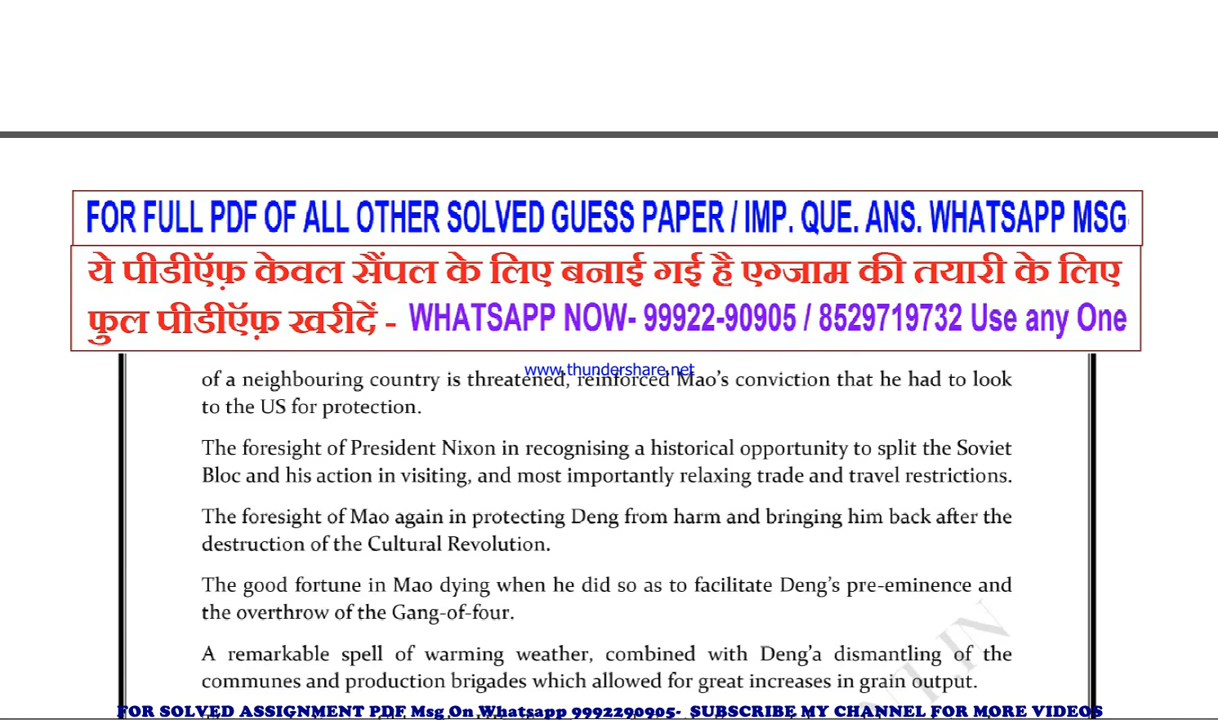 FOR FULL PDF OF ALL OTHER SOLVED GUESS PAPER / IMP. QUE. ANS. WHATSAPP MSG
ये पीडीऍफ़ केवल सैंपल के लिए बनाई गई है एग्जाम की तयारी के लिए
फुल पीडीऍफ़ खरीदें - WHATSAPP NOW- 99922-90905 / 8529719732 Use any One
www.thundershare.net
of a neighbouring country is threatened, reinforced Mao's conviction that he had to look
to the US for protection.
The foresight of President Nixon in recognising a historical opportunity to split the Soviet
Bloc and his action in visiting, and most importantly relaxing trade and travel restrictions.
The foresight of Mao again in protecting Deng from harm and bringing him back after the
destruction of the Cultural Revolution.
The good fortune in Mao dying when he did so as to facilitate Deng's pre-eminence and
the overthrow of the Gang-of-four.
A remarkable spell of warming weather, combined with Deng'a dismantling of the
communes and production brigades which allowed for great increases in grain output.
FOR SOLVED ASSIGNMENT PDF Msg On Whatsapp 9992290905- SUBSCRIBE MY CHANNEL FOR MORE VIDEOS